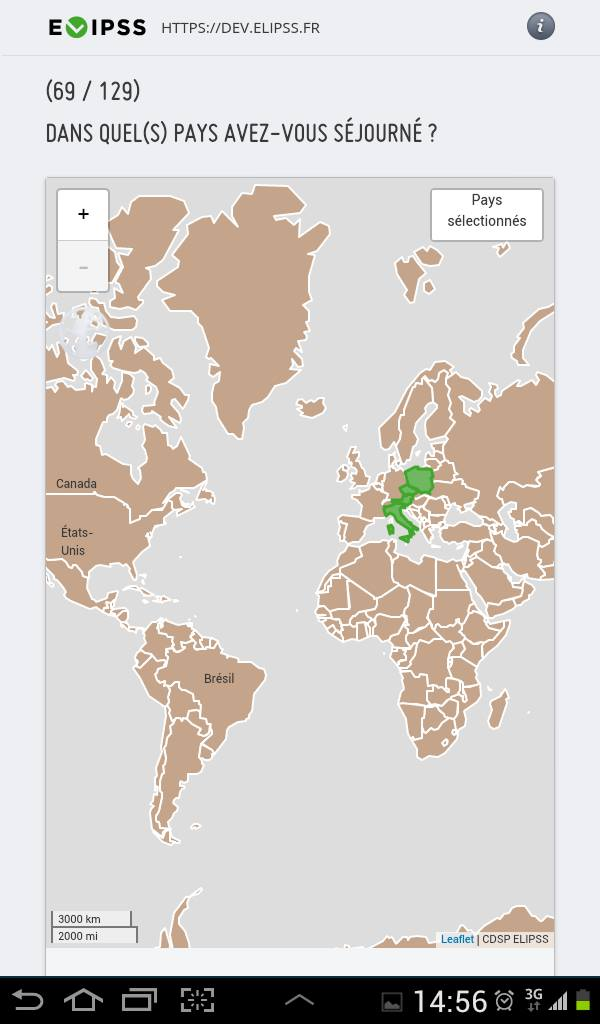 ELIPSS HTTPS://DEV.ELIPSS.FR
i
(69 / 129)
DANS QUEL(S) PAYS AVEZ-VOUS SÉJOURNÉ ?
+
-
Pays
sélectionnés
Canada
États-
Unis
Brésil
3000 km
2000 mi
Leaflet | CDSP ELIPSS
14:56 3G